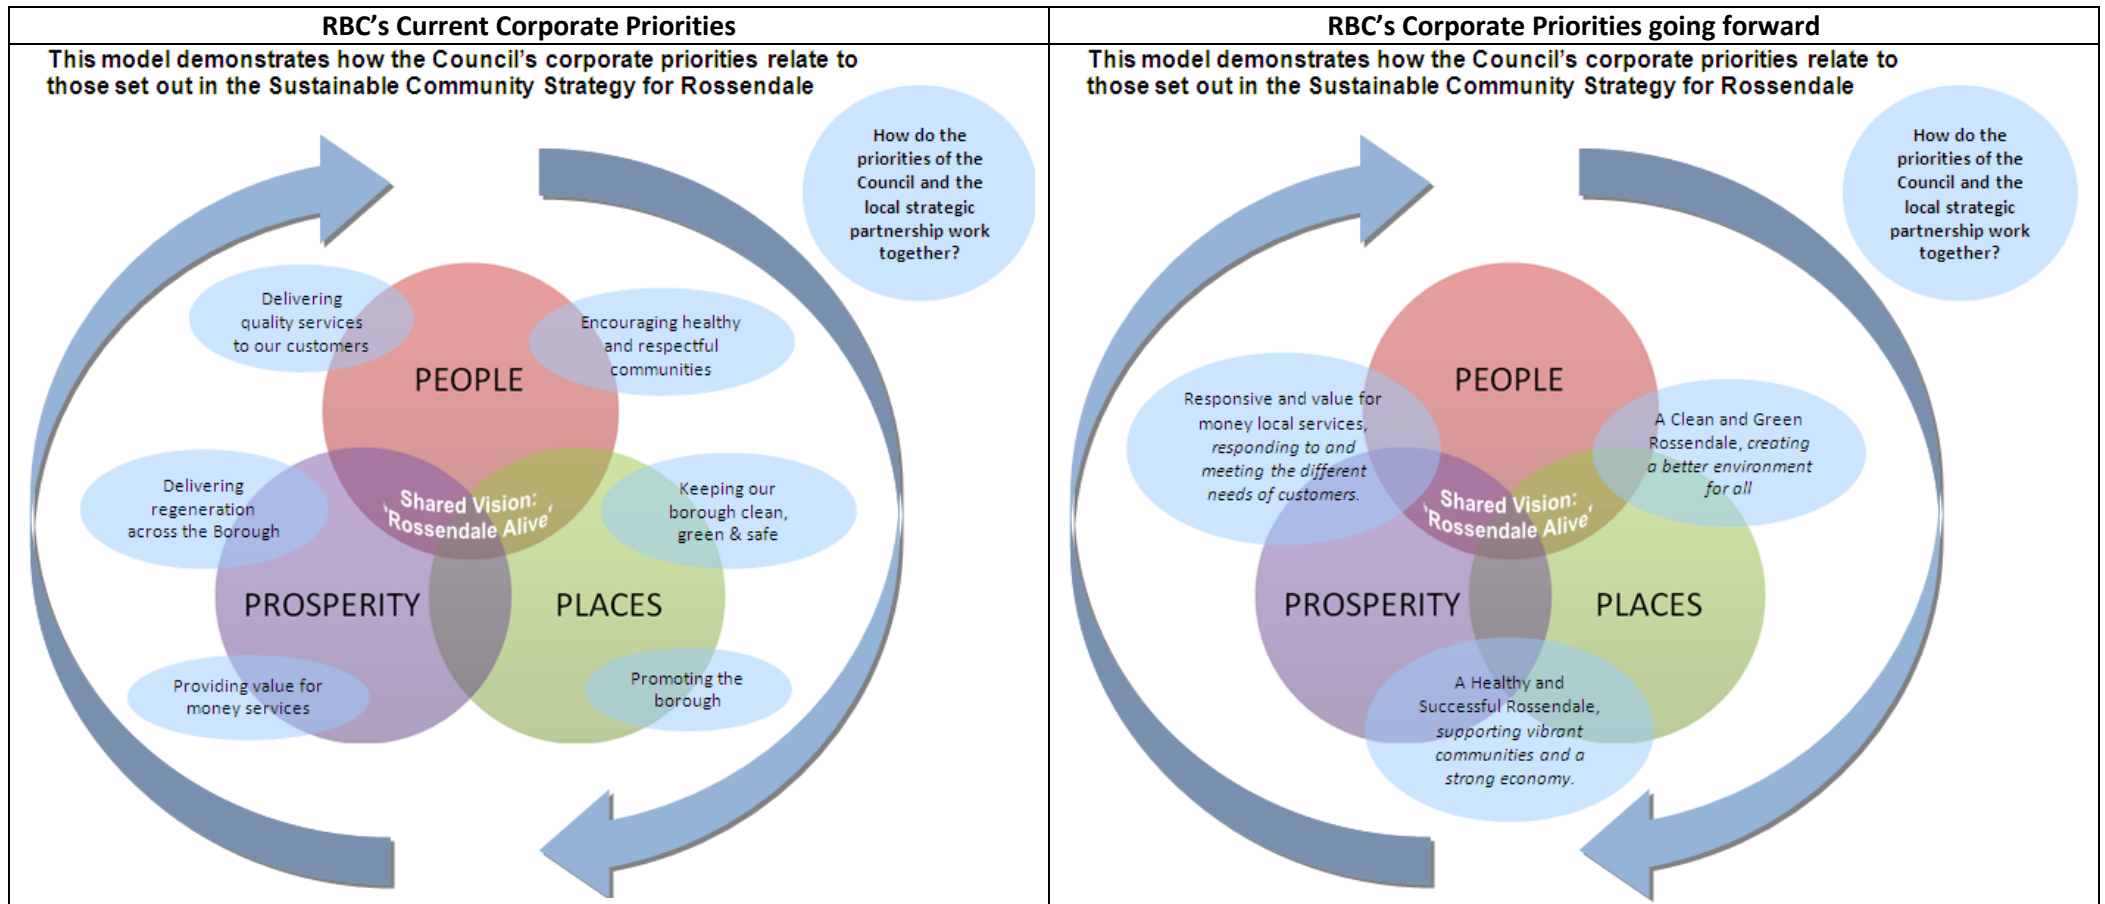 RBC’s Current Corporate Priorities
This model demonstrates how the Council’s corporate priorities relate to
those set out in the Sustainable Community Strategy for Rossendale
How do the
priorities of the
Council and the
local strategic
partnership work
together?
Delivering
quality services
to our customers
Encouraging healthy
and respectful
communities
PEOPLE
Delivering
regeneration
across the Borough
Shared Vision:
‘Rossendale Alive’
Keeping our
borough clean,
green & safe
PROSPERITY
PLACES
Providing value for
money services
Promoting the
borough
RBC’s Corporate Priorities going forward
This model demonstrates how the Council’s corporate priorities relate to
those set out in the Sustainable Community Strategy for Rossendale
How do the
priorities of the
Council and the
local strategic
partnership work
together?
PEOPLE
Responsive and value for
money local services,
responding to and
meeting the different
needs of customers.
A Clean and Green
Rossendale, creating
a better environment
for all
Shared Vision:
‘Rossendale Alive’
PROSPERITY
PLACES
A Healthy and
Successful Rossendale,
supporting vibrant
communities and a
strong economy.